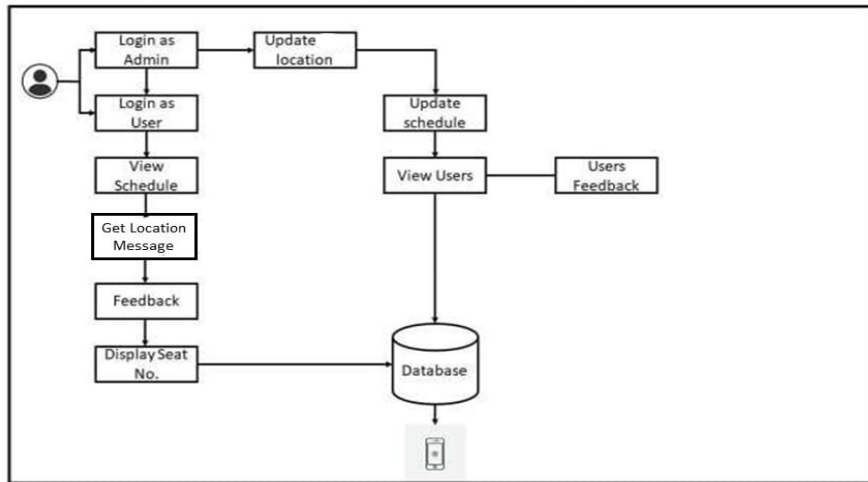 Login as
Admin
Update
location
Login as
User
Update
schedule
View
Schedule
View Users
Users
Feedback
Get Location
Message
Feedback
Display Seat
No.
Database